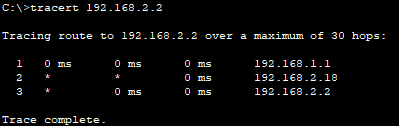 C:\>tracert 192.168.2.2
Tracing route to 192.168.2.2 over a maximum of 30 hops:
1 0 ms 0 ms 0 ms 192.168.1.1
2 * * 0 ms 192.168.2.18
3 * 0 ms 0 ms 192.168.2.2
Trace complete.